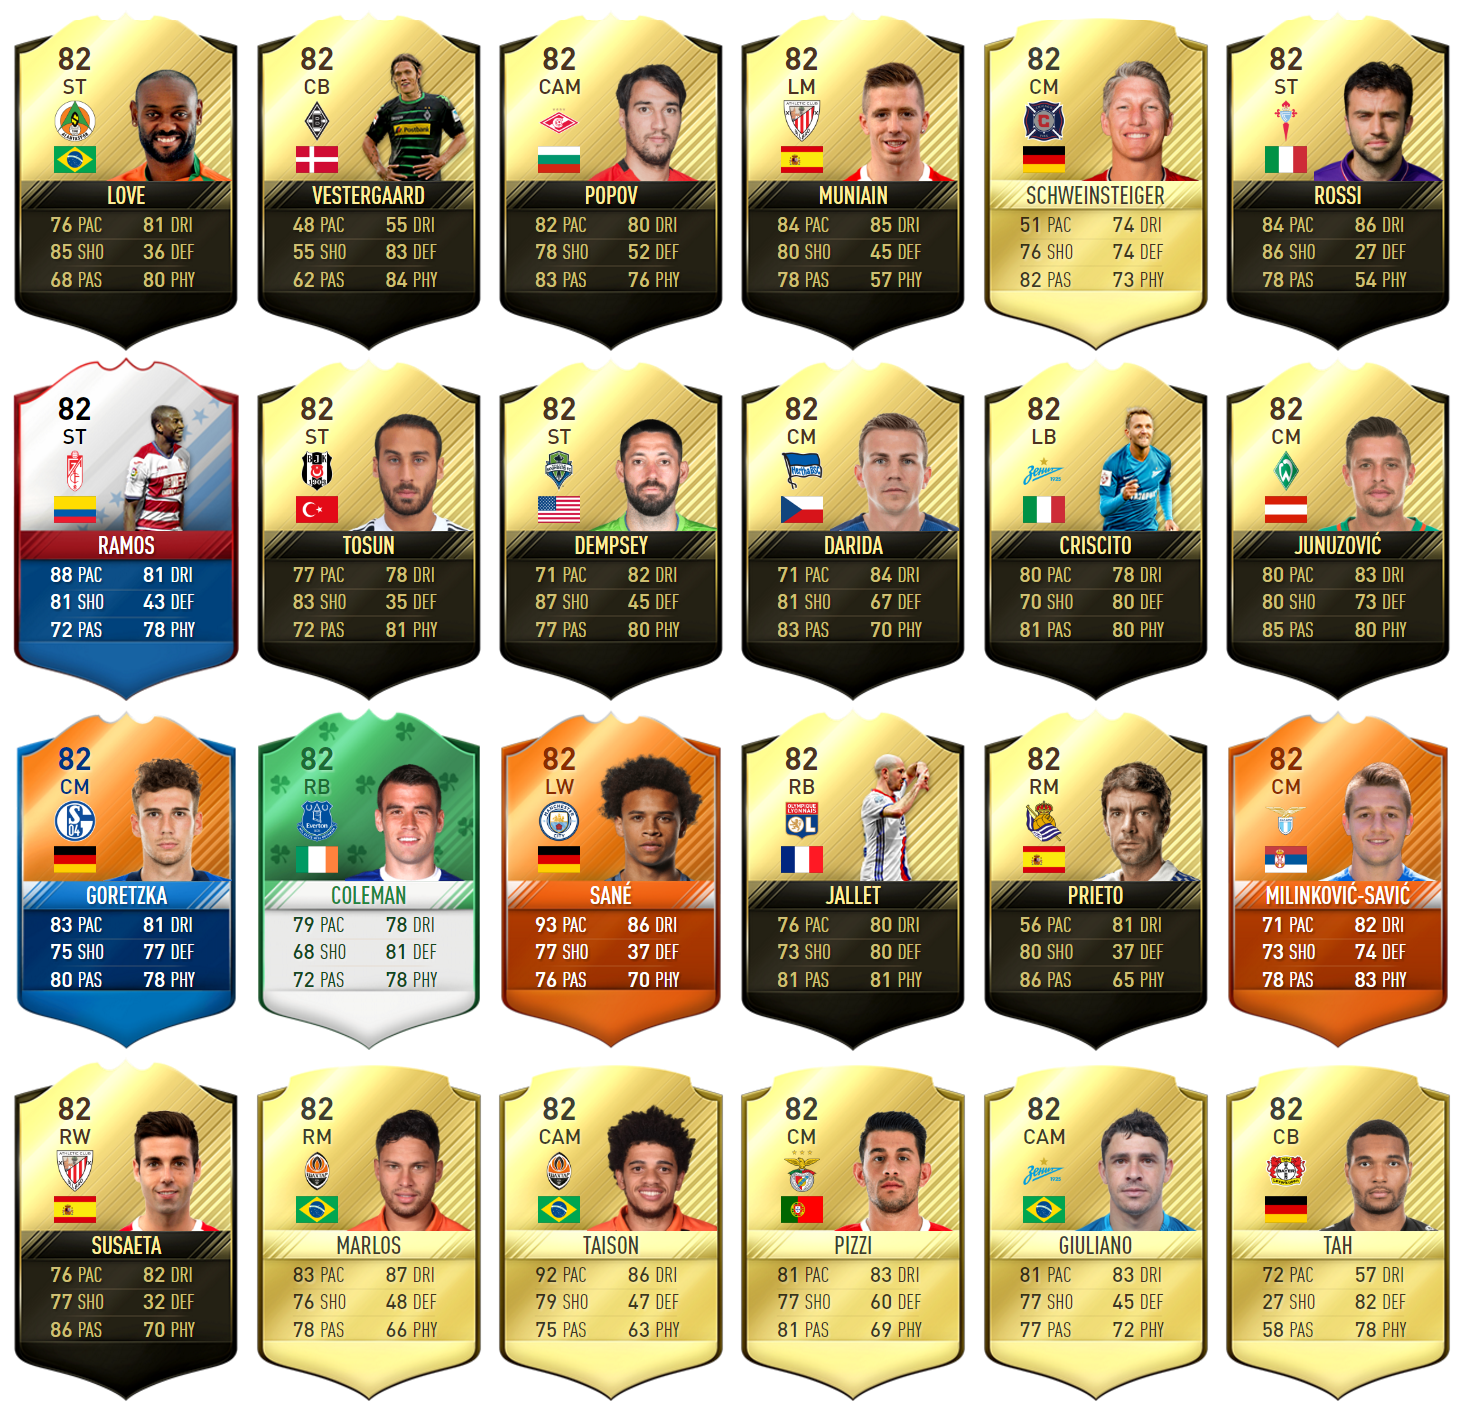 82 82 82 82 82 82
ST CB CAM LM CM ST
LOVE VESTERGAARD POPOV MUNIAIN SCHWEINSTEIGER ROSSI
76 PAC 81 DRI 48 PAC 55 DRI 82 PAC 80 DRI 84 PAC 85 DRI 51 PAC 74 DRI 84 PAC 86 DRI
85 SHO 36 DEF 55 SHO 83 DEF 78 SHO 52 DEF 80 SHO 45 DEF 76 SHO 74 DEF 86 SHO 27 DEF
68 PAS 80 PHY 62 PAS 84 PHY 83 PAS 76 PHY 78 PAS 57 PHY 82 PAS 73 PHY 78 PAS 54 PHY
82 82 82 82 82 82
ST ST ST CM LB CM
RAMOS TOSUN DEMPSEY DARIDA CRISCITO JUNUZOVIĆ
88 PAC 81 DRI 77 PAC 78 DRI 71 PAC 82 DRI 71 PAC 84 DRI 80 PAC 78 DRI 80 PAC 83 DRI
81 SHO 43 DEF 83 SHO 35 DEF 87 SHO 45 DEF 81 SHO 67 DEF 70 SHO 80 DEF 80 SHO 73 DEF
72 PAS 78 PHY 72 PAS 81 PHY 77 PAS 80 PHY 83 PAS 70 PHY 81 PAS 80 PHY 85 PAS 80 PHY
82 82 82 82 82 82
CM RB LW RB RM CM
GORETZKA COLEMAN SANÉ JALLET PRIETO MILINKOVIĆ-SAVIĆ
83 PAC 81 DRI 79 PAC 78 DRI 93 PAC 86 DRI 76 PAC 80 DRI 56 PAC 81 DRI 71 PAC 82 DRI
75 SHO 77 DEF 68 SHO 81 DEF 77 SHO 37 DEF 73 SHO 80 DEF 80 SHO 37 DEF 73 SHO 74 DEF
80 PAS 78 PHY 72 PAS 78 PHY 76 PAS 70 PHY 81 PAS 81 PHY 86 PAS 65 PHY 78 PAS 83 PHY
82 82 82 82 82 82
RW RM CAM CM CAM CB
SUSAETA MARLOS TAISON PIZZI GIULIANO TAH
76 PAC 82 DRI 83 PAC 87 DRI 92 PAC 86 DRI 81 PAC 83 DRI 81 PAC 83 DRI 72 PAC 57 DRI
77 SHO 32 DEF 76 SHO 48 DEF 79 SHO 47 DEF 77 SHO 60 DEF 77 SHO 45 DEF 27 SHO 82 DEF
86 PAS 70 PHY 78 PAS 66 PHY 75 PAS 63 PHY 81 PAS 69 PHY 77 PAS 72 PHY 58 PAS 78 PHY